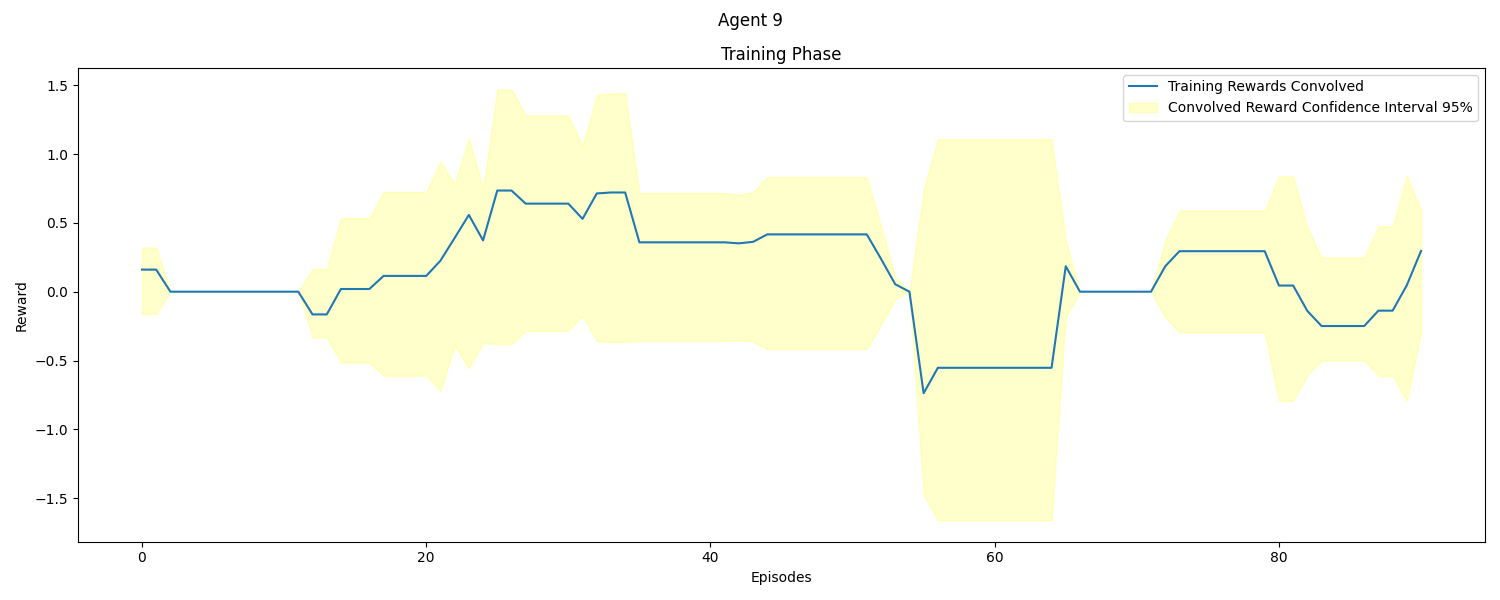 Agent 9
Training Phase
Training Rewards Convolved
Convolved Reward Confidence Interval 95%
Reward
1.5
1.0
0.5
0.0
−0.5
−1.0
−1.5
0 20 40 60 80
Episodes